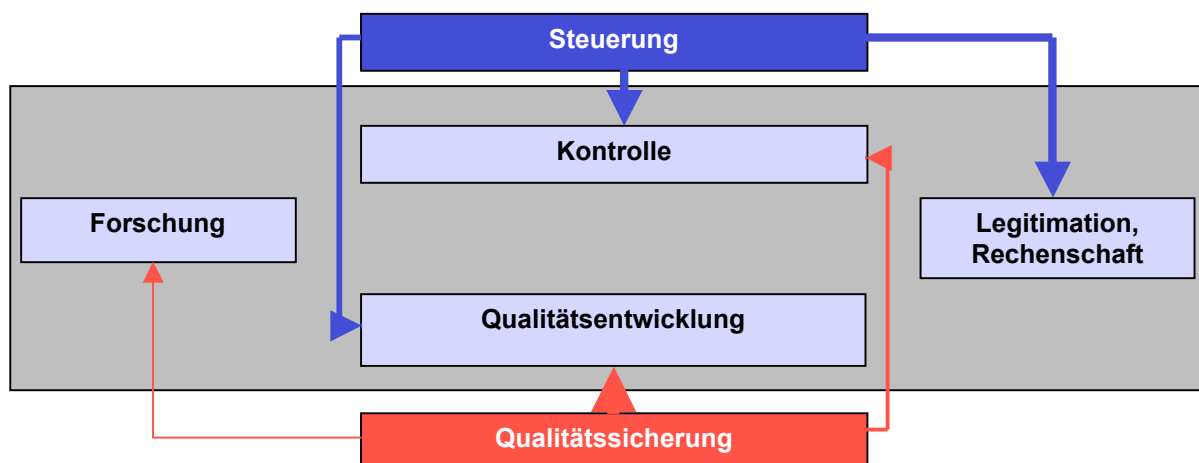 Steuerung
Kontrolle
Forschung
Legitimation,
Rechenschaft
Qualitätsentwicklung
Qualitätssicherung